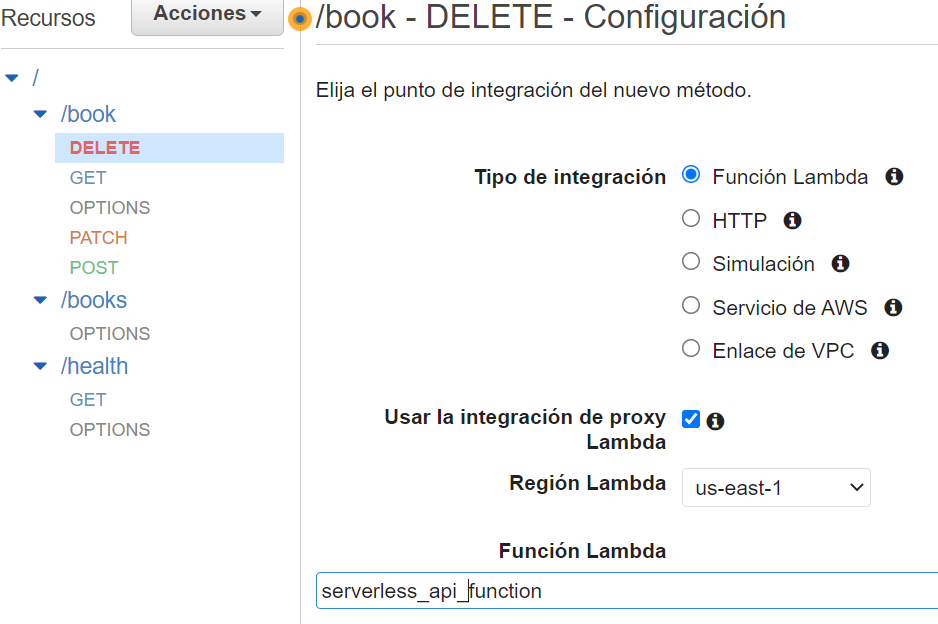 Recursos
Acciones
/book - DELETE - Configuración
/
/book
DELETE
GET
OPTIONS
PATCH
POST
/books
OPTIONS
/health
GET
OPTIONS
Elija el punto de integración del nuevo método.
Tipo de integración
Función Lambda
HTTP
Simulación
Servicio de AWS
Enlace de VPC
Usar la integración de proxy
Lambda
Región Lambda
us-east-1
Función Lambda
serverless_api_function